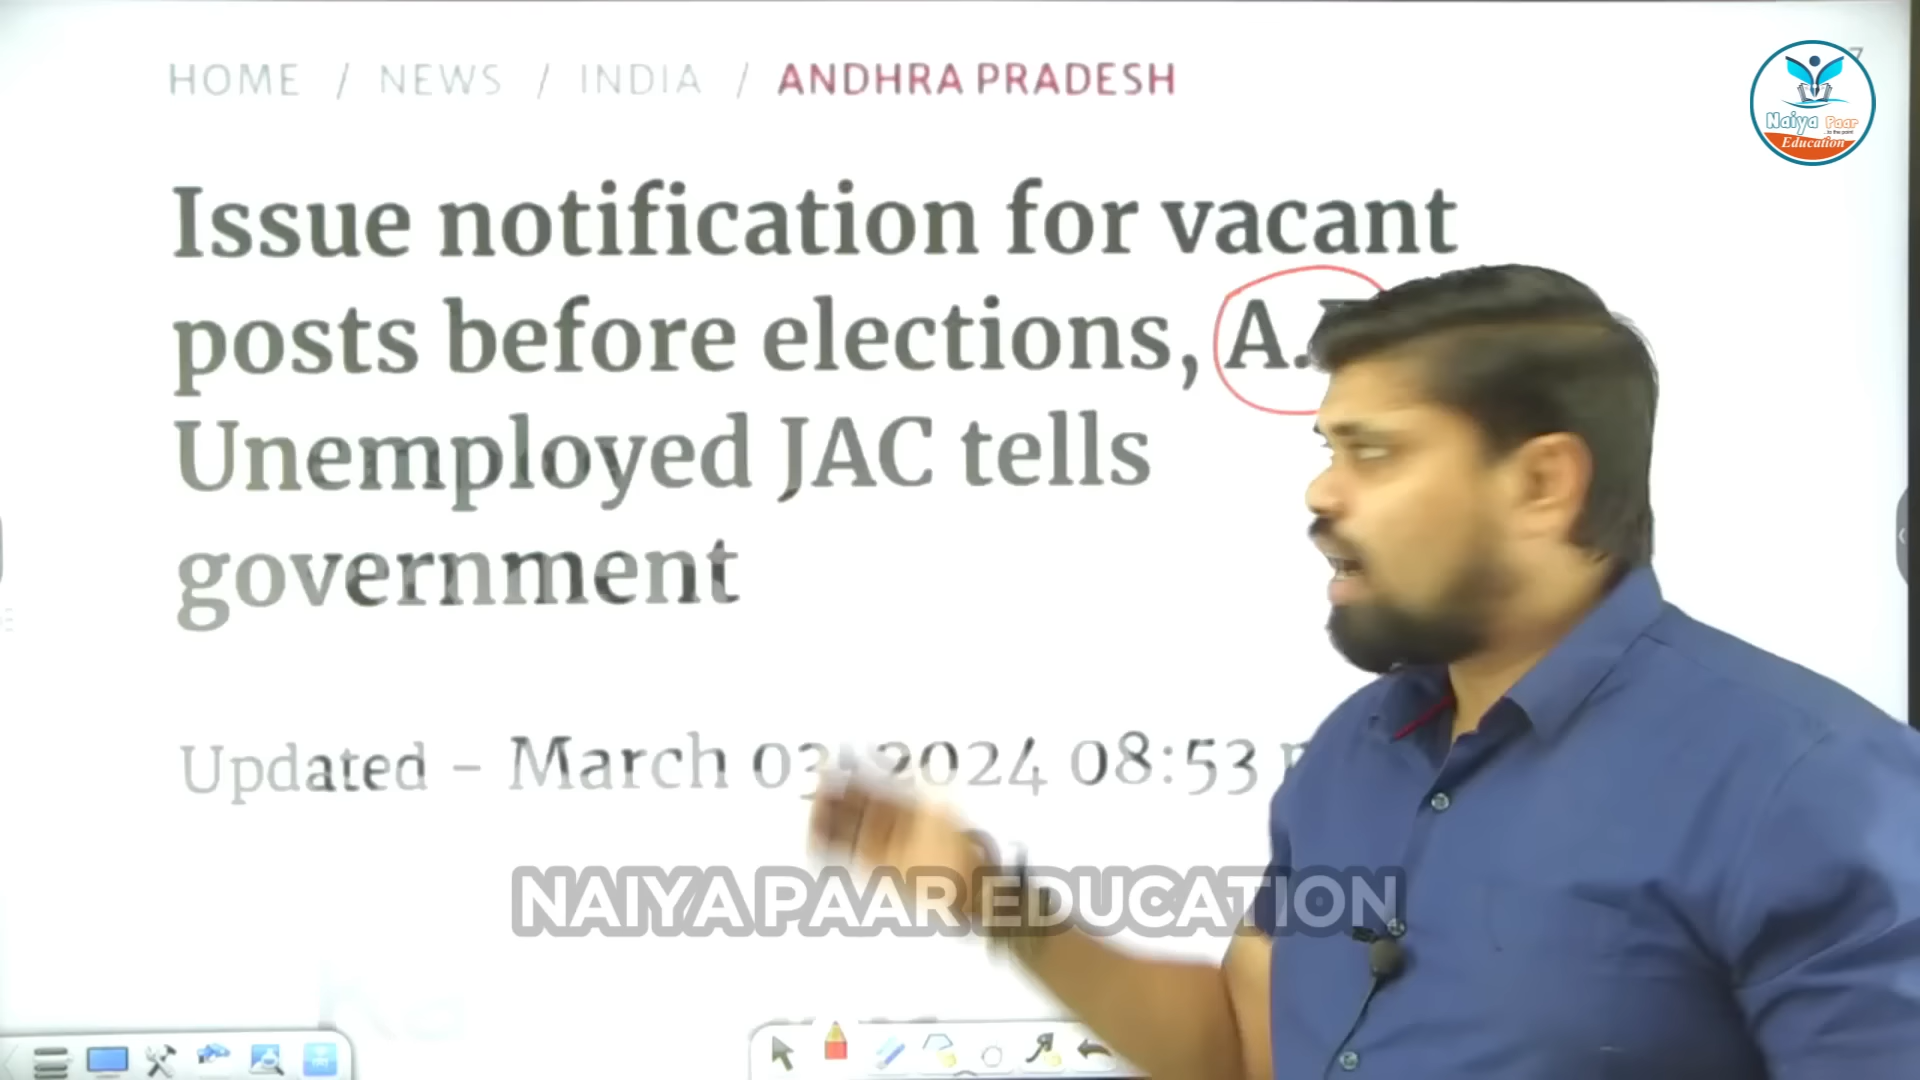 HOME / NEWS / INDIA / ANDHRA PRADESH
Naiya Paar
Education
Issue notification for vacant
posts before elections,
Unemployed JAC tells
government
Updated - March 03, 2024 08:53
NAIYA PAAR EDUCATION